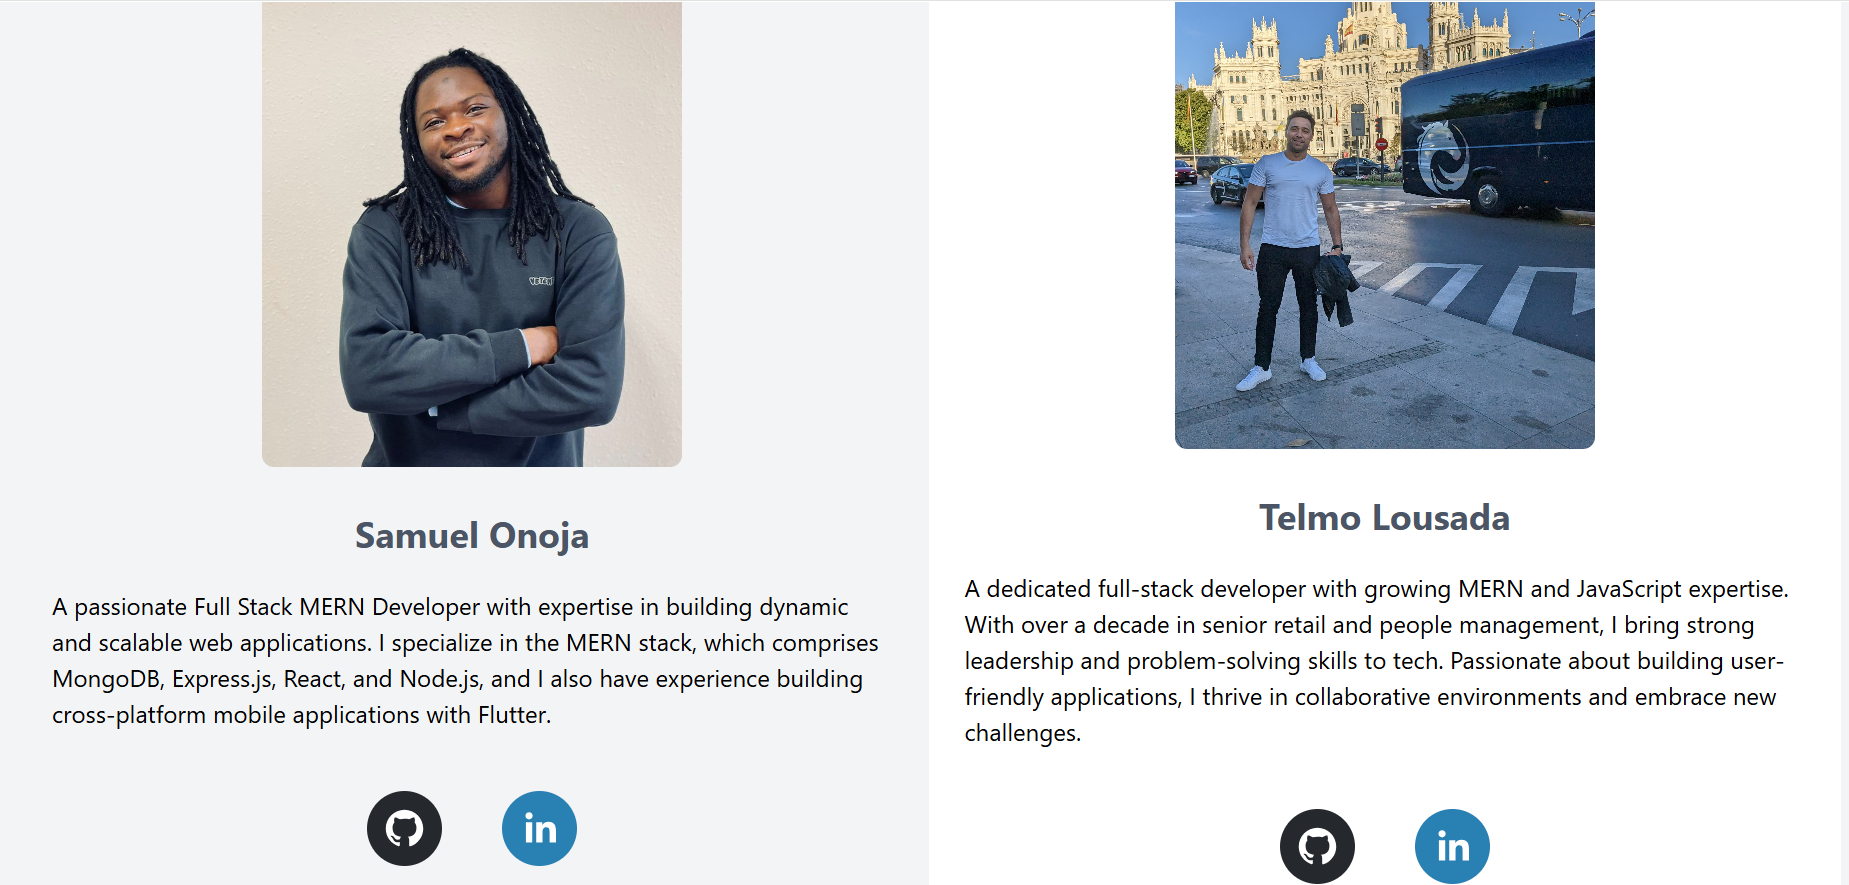 Samuel Onoja
A passionate Full Stack MERN Developer with expertise in building dynamic
and scalable web applications. I specialize in the MERN stack, which comprises
MongoDB, Express.js, React, and Node.js, and I also have experience building
cross-platform mobile applications with Flutter.
in
Telmo Lousada
A dedicated full-stack developer with growing MERN and JavaScript expertise.
With over a decade in senior retail and people management, I bring strong
leadership and problem-solving skills to tech. Passionate about building user-
friendly applications, I thrive in collaborative environments and embrace new
challenges.
in